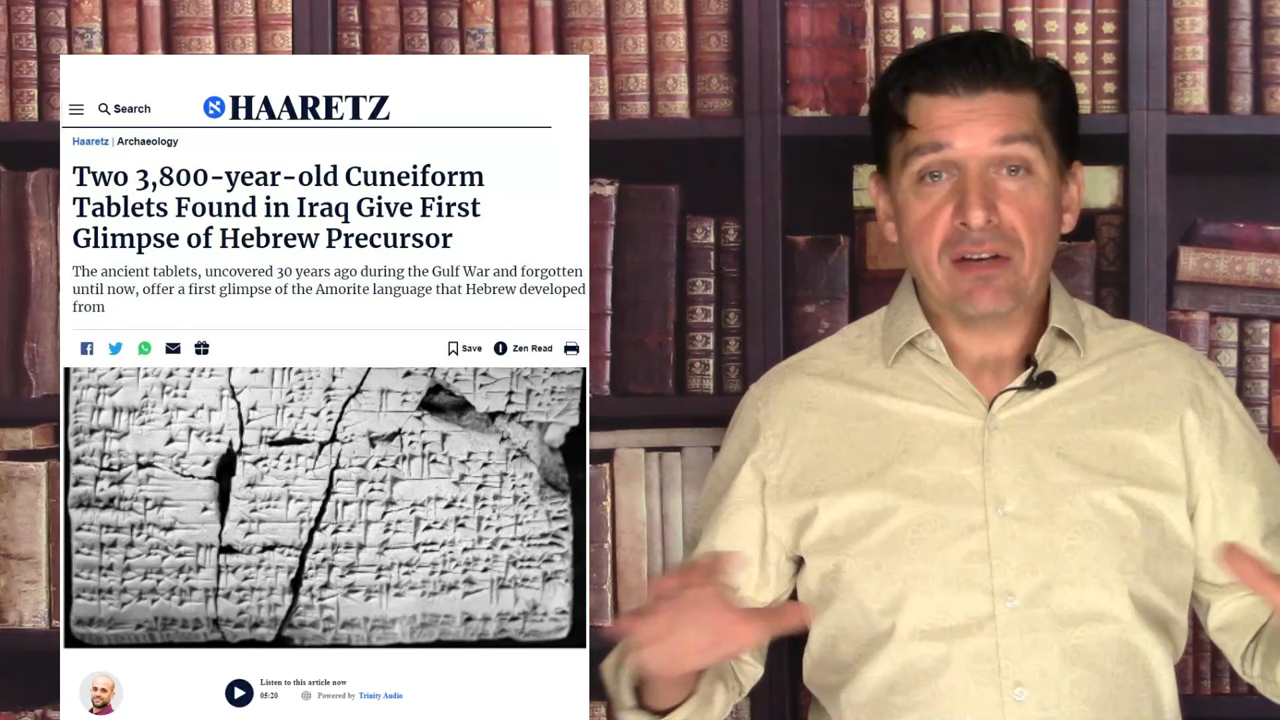 Search
HAARETZ
Haaretz | Archaeology
Two 3,800-year-old Cuneiform
Tablets Found in Iraq Give First
Glimpse of Hebrew Precursor
The ancient tablets, uncovered 30 years ago during the Gulf War and forgotten
until now, offer a first glimpse of the Amorite language that Hebrew developed
from
Save Zen Read
Listen to this article now
05:20 Powered by Trinity Audio